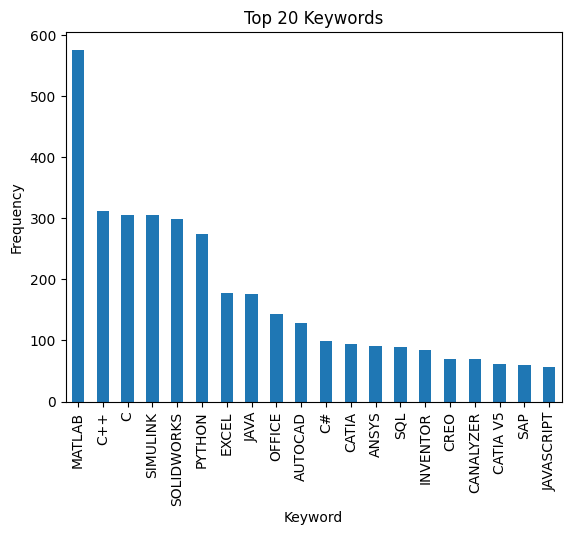 Top 20 Keywords
600
500
400
300
200
100
0
Frequency
MATLAB
C++
C
SIMULINK
SOLIDWORKS
PYTHON
EXCEL
JAVA
OFFICE
AUTOCAD
C#
CATIA
ANSYS
SQL
INVENTOR
CREO
CANALYZER
CATIA V5
SAP
JAVASCRIPT
Keyword